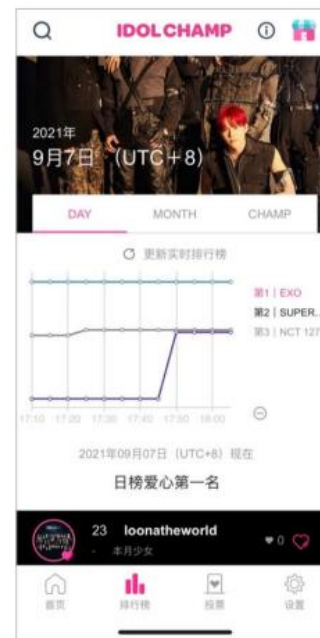 IDOLCHAMP
2021年
9月7日 （UTC＋8）
DAY MONTH CHAMP
更新实时排行榜
第1 | EXO
第2 | SUPER..
第3 | NCT 127
17:10 17:20 17:30 17:40 17:50 18:00
2021年09月07日（UTC+8）现在
日榜爱心第一名
23 loonatheworld
♥ 0
- 本月少女
首页 排行榜 投票 设置